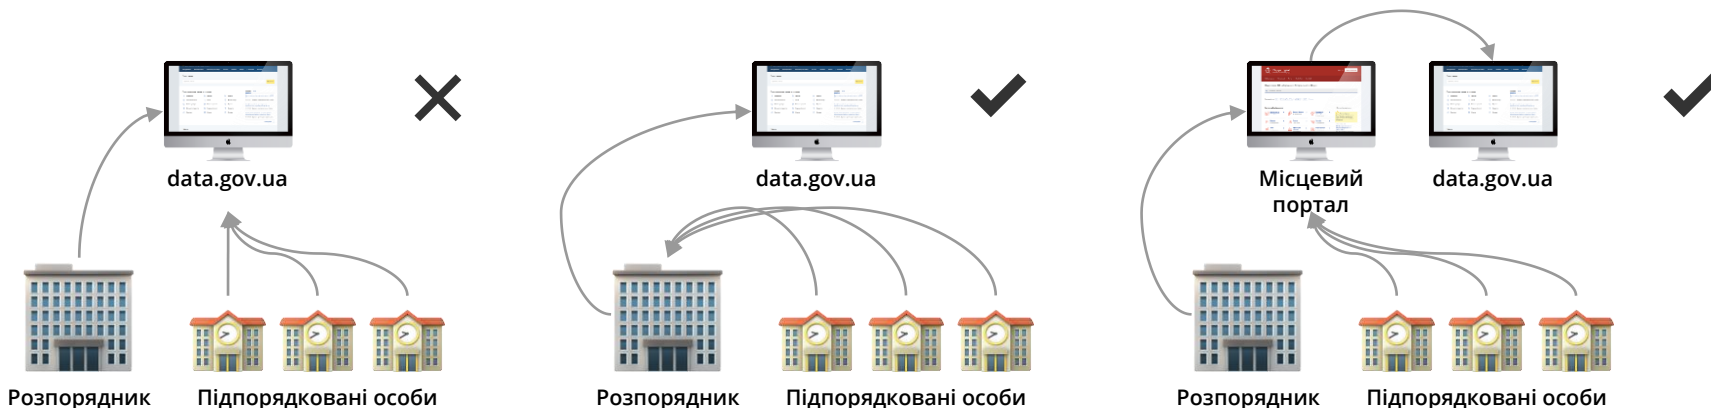 data.gov.ua
Розпорядник
Підпорядковані особи
data.gov.ua
Розпорядник
Підпорядковані особи
Місцевий
портал
data.gov.ua
Розпорядник
Підпорядковані особи